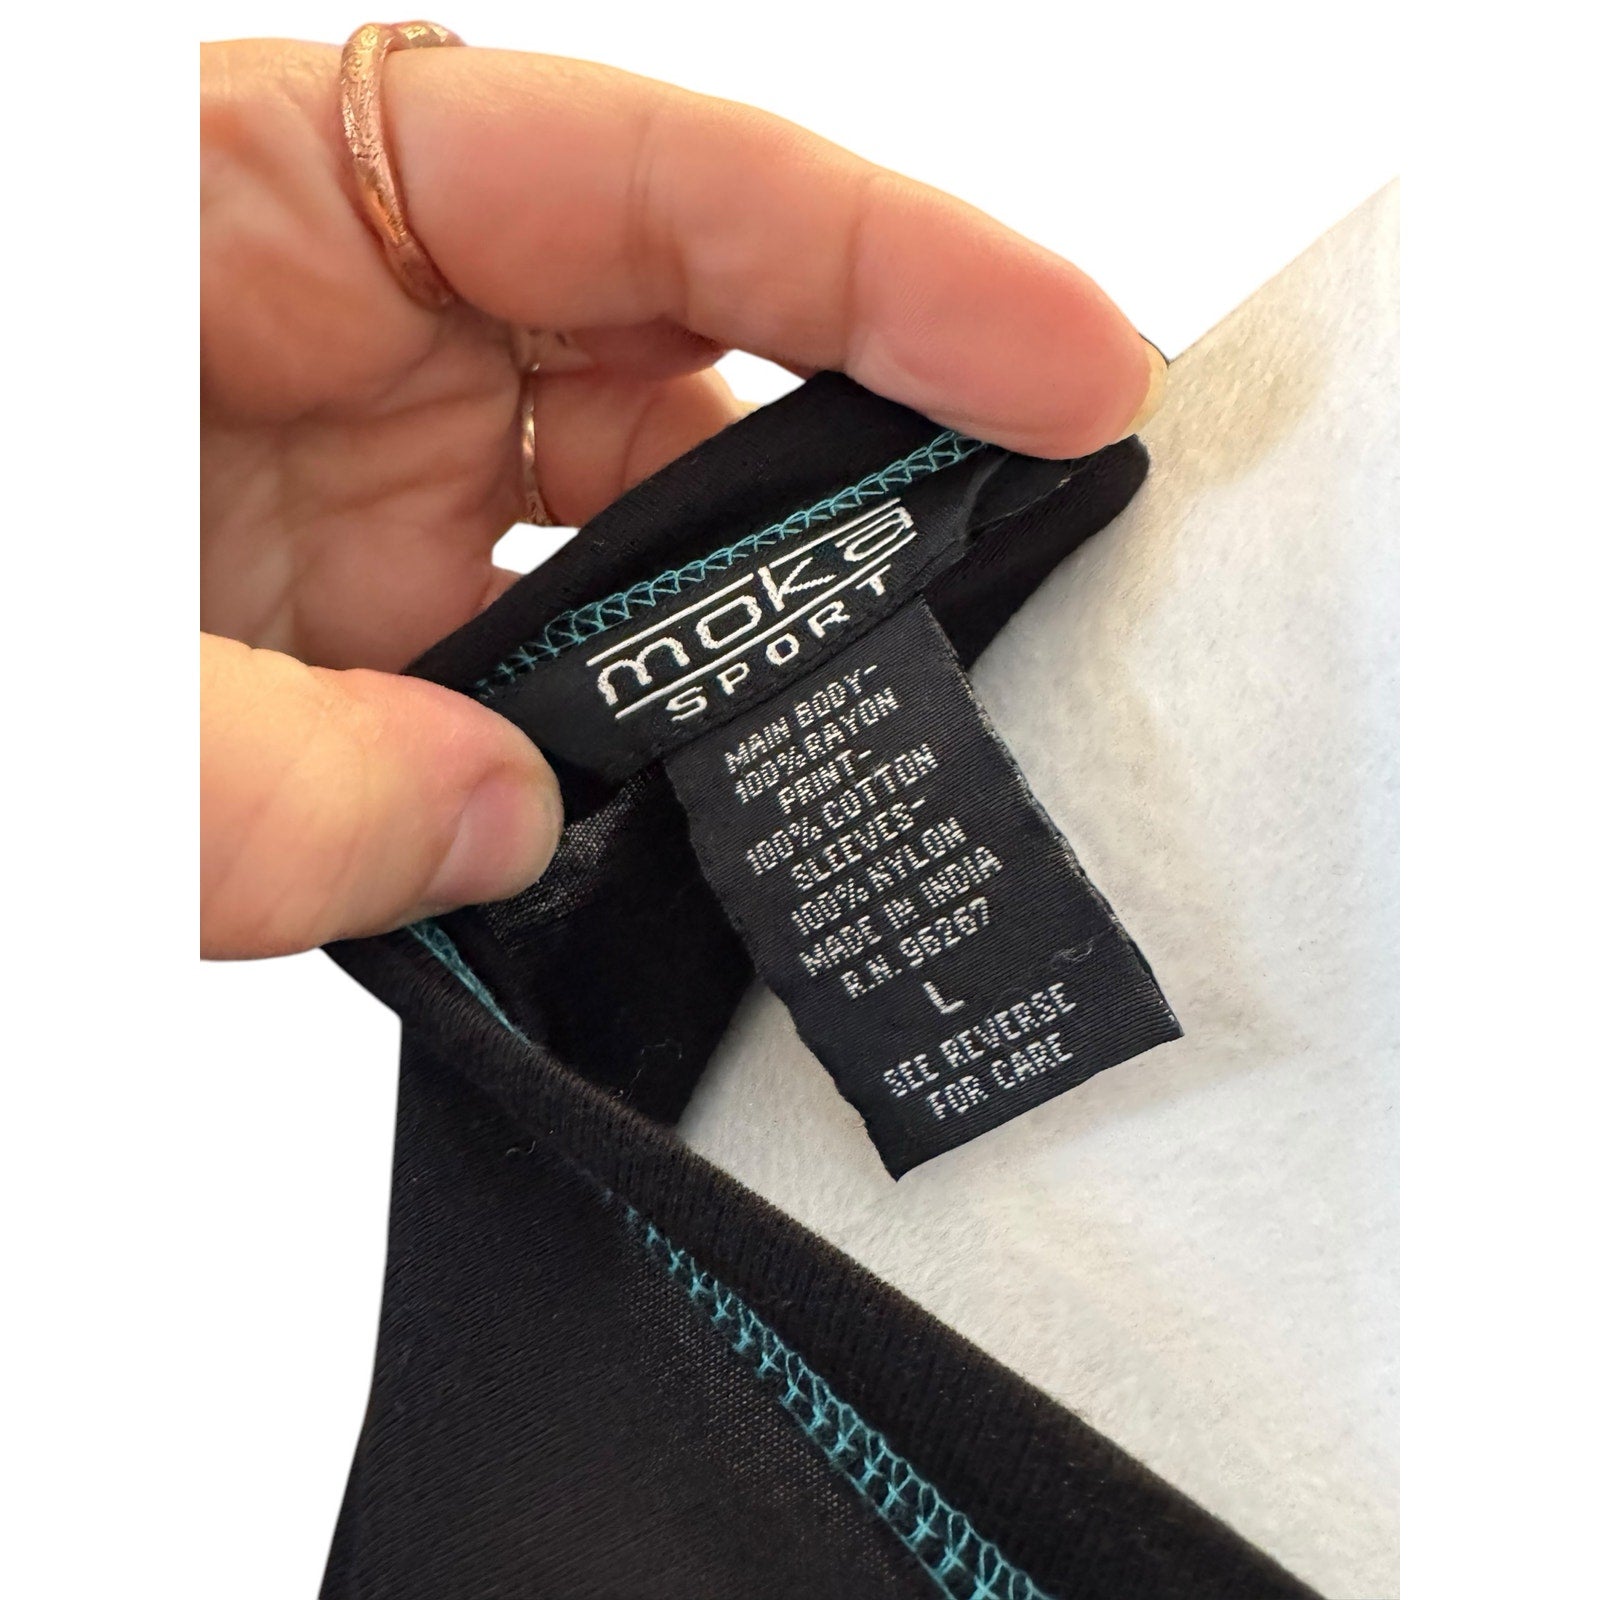 moka
SPORT
MAIN BODY-
100%RAYON
PRINT-
100% COTTON
SLEEVES-
100% NYLON
MADE IN INDIA
R.N. 96267
L
SEE REVERSE
FOR CARE